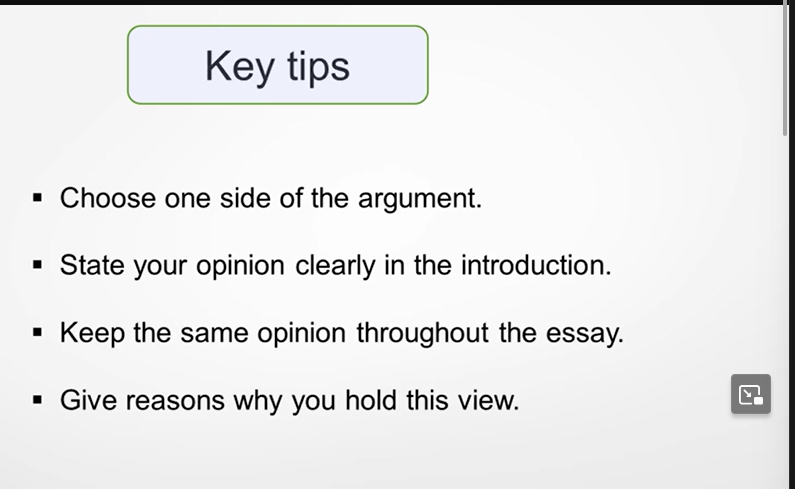 Key tips
▪ Choose one side of the argument.
▪ State your opinion clearly in the introduction.
▪ Keep the same opinion throughout the essay.
▪ Give reasons why you hold this view.